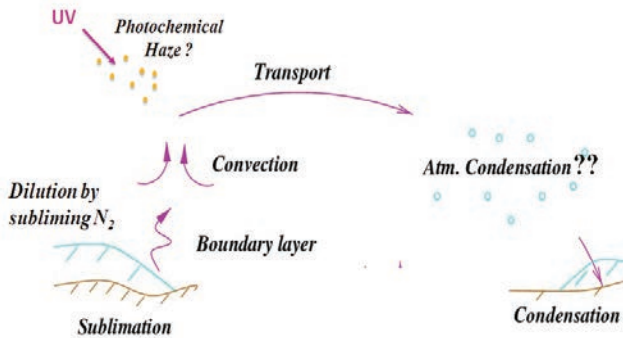 UV
Photochemical
Haze ?
Transport
Convection
Atm. Condensation ??
Dilution by
subliming N₂
Boundary layer
Sublimation
Condensation